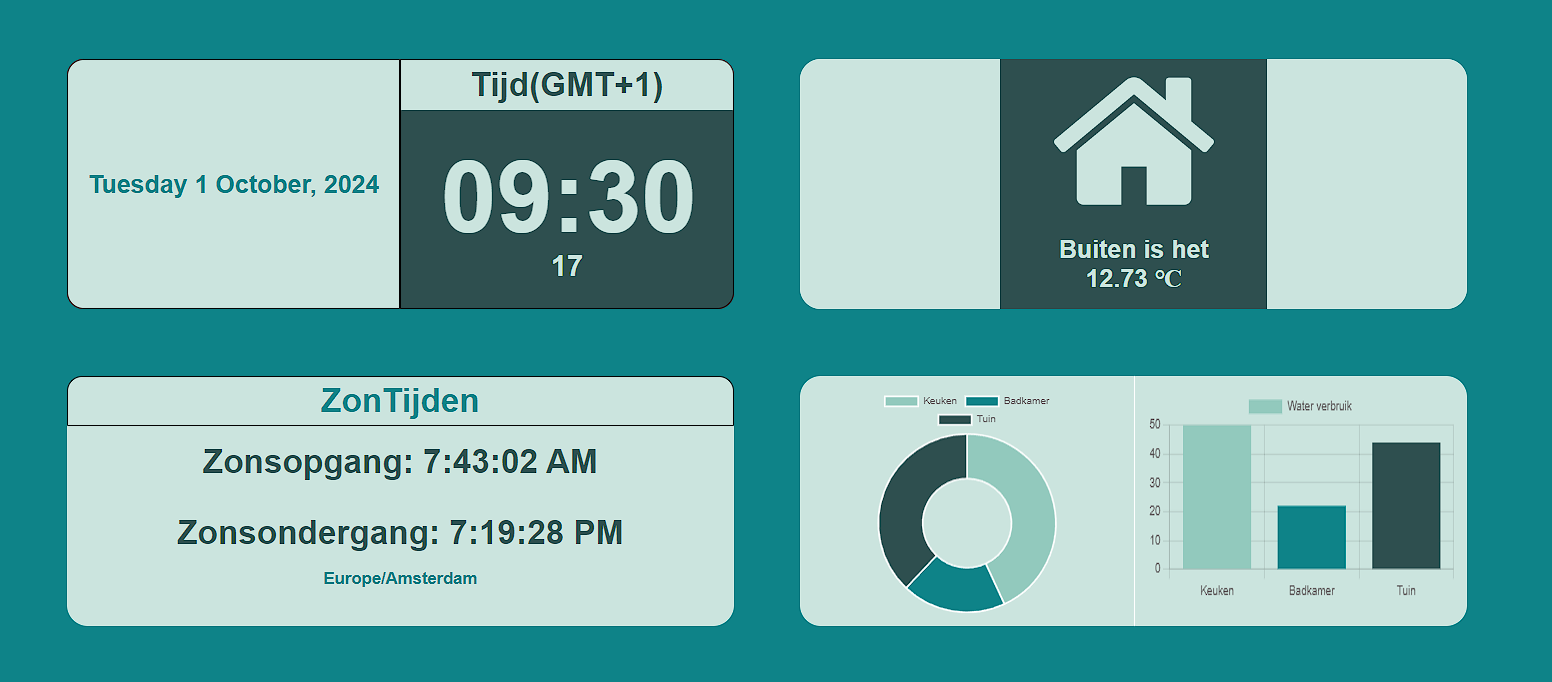 Tuesday 1 October, 2024
Tijd(GMT+1)
09:30
17
Buiten is het
12.73 °C
ZonTijden
Zonsopgang: 7:43:02 AM
Zonsondergang: 7:19:28 PM
Europe/Amsterdam
Keuken Badkamer
Tuin
Water verbruik
50
40
30
20
10
0
Keuken Badkamer Tuin